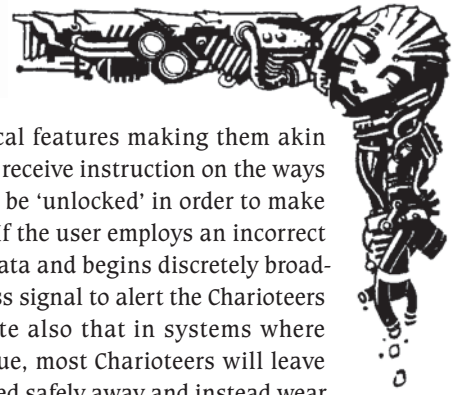 cal features making them akin
receive instruction on the ways
be ‘unlocked’ in order to make
f the user employs an incorrect
ata and begins discretely broad-
ss signal to alert the Charioteers
te also that in systems where
ue, most Charioteers will leave
ed safely away and instead wear